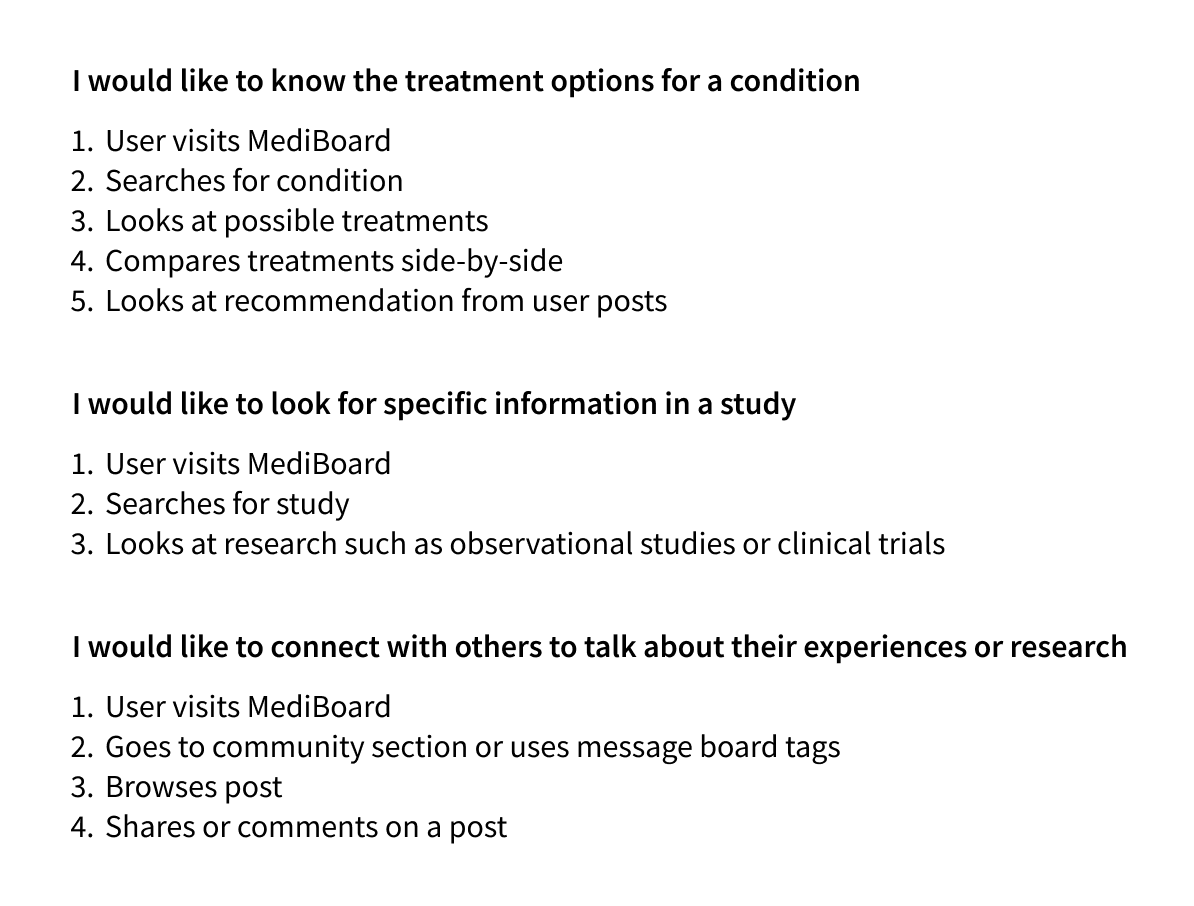 I would like to know the treatment options for a condition
1. User visits MediBoard
2. Searches for condition
3. Looks at possible treatments
4. Compares treatments side-by-side
5. Looks at recommendation from user posts
I would like to look for specific information in a study
1. User visits MediBoard
2. Searches for study
3. Looks at research such as observational studies or clinical trials
I would like to connect with others to talk about their experiences or research
1. User visits MediBoard
2. Goes to community section or uses message board tags
3. Browses post
4. Shares or comments on a post